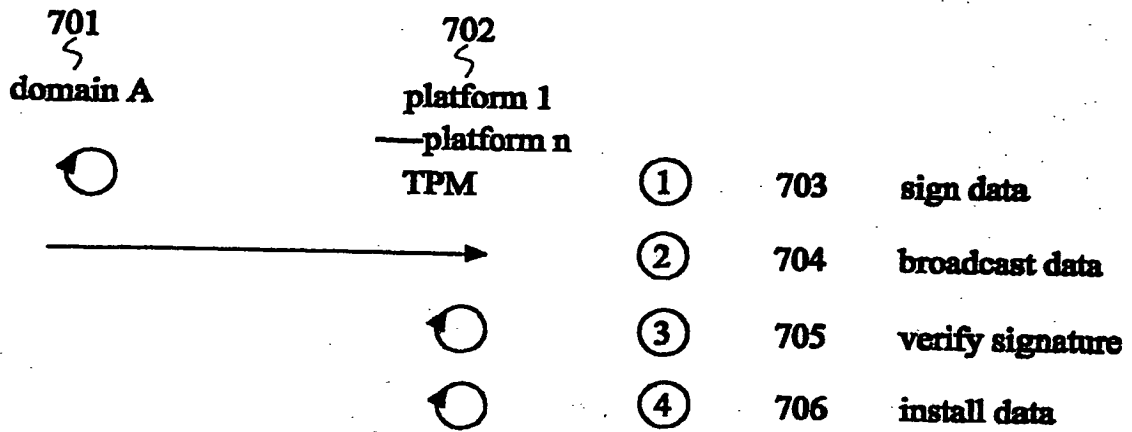 701
702
domain A
platform 1
—platform n
TPM
1 703 sign data
2 704 broadcast data
3 705 verify signature
4 706 install data